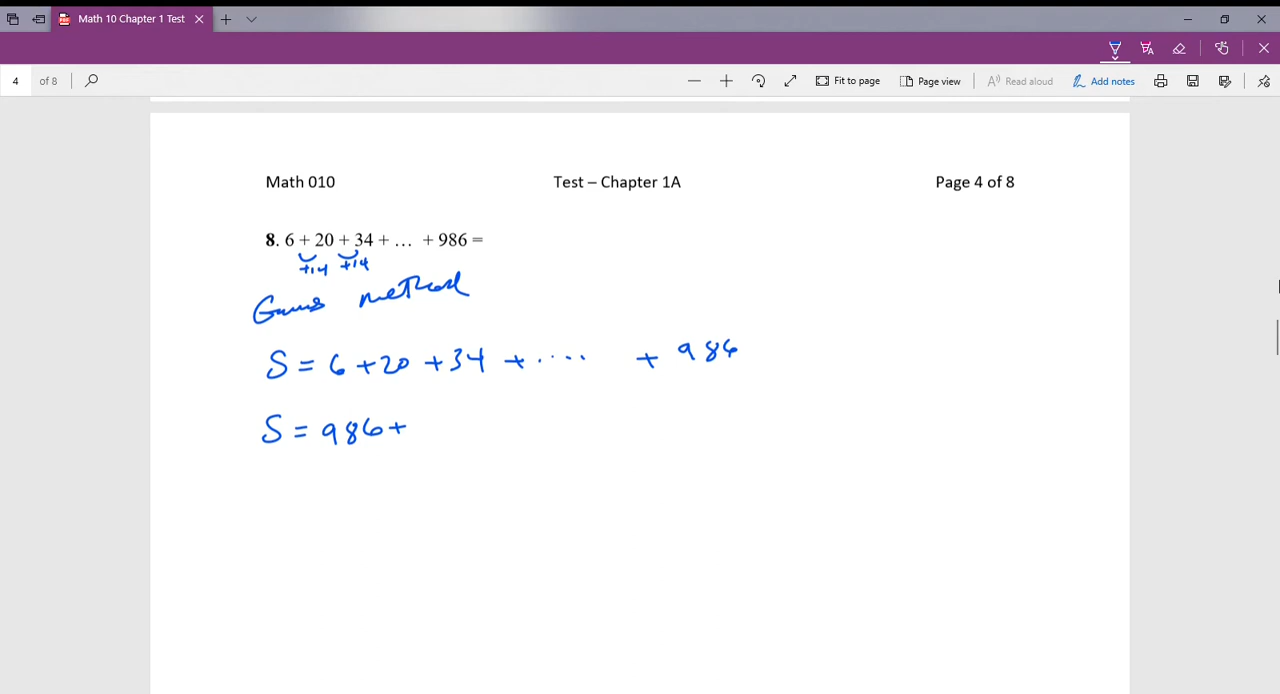 Math 10 Chapter 1 Test
4 of 8
Fit to page
Page view
Read aloud
Add notes
Math 010 Test – Chapter 1A Page 4 of 8
8. 6 + 20 + 34 + … + 986 =
+14 +14
Gauss method
S = 6 + 20 + 34 + .... + 986
S = 986 +